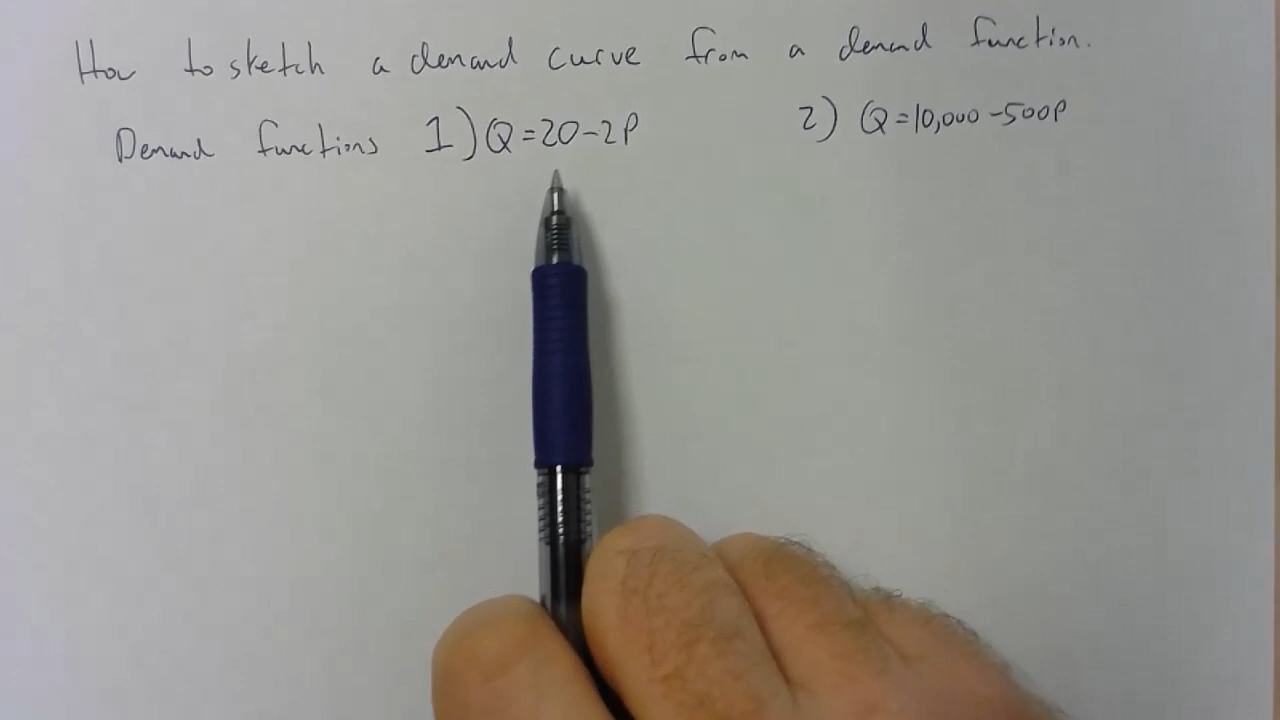 How to sketch a demand curve from a demand function.
Demand functions 1) Q=20-2P 2) Q=10,000-500P